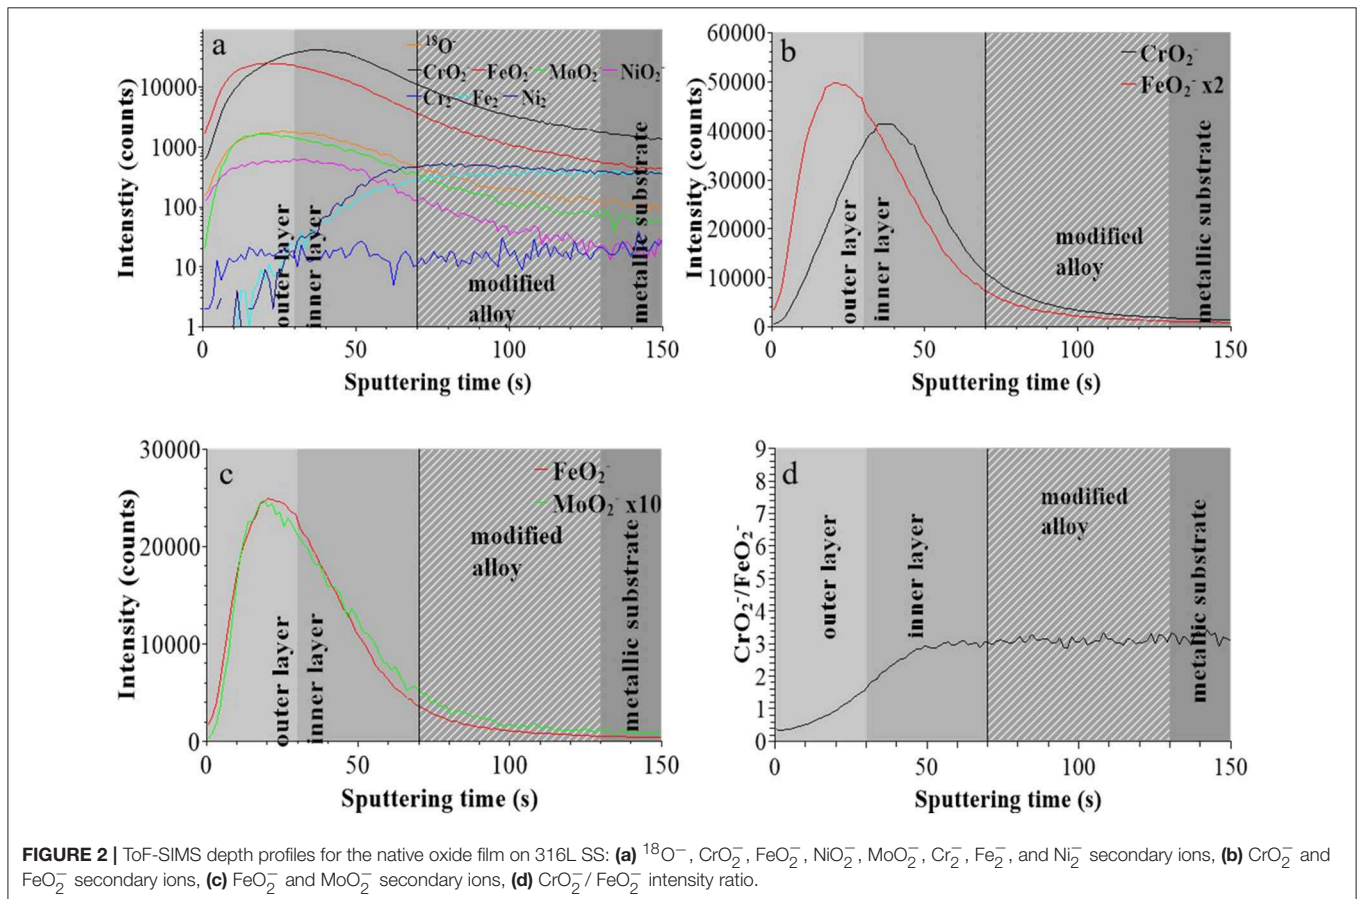 a
¹⁸O⁻
CrO₂⁻ FeO₂⁻ MoO₂⁻ NiO₂⁻
Cr₂⁻ Fe₂⁻ Ni₂⁻
10000
1000
100
10
1
Intenstiy (counts)
outer layer
inner layer
modified
alloy
metallic substrate
0 50 100 150
Sputtering time (s)
b
CrO₂⁻
FeO₂⁻ x2
60000
50000
40000
30000
20000
10000
0
Intensity (counts)
outer layer
inner layer
modified
alloy
metallic substrate
0 50 100 150
Sputtering time (s)
c
FeO₂⁻
MoO₂⁻ x10
30000
20000
10000
0
Intensity (counts)
outer layer
inner layer
modified
alloy
metallic substrate
0 50 100 150
Sputtering time (s)
d
9
8
7
6
5
4
3
2
1
0
CrO₂⁻/FeO₂⁻
outer layer
inner layer
modified
alloy
metallic substrate
0 50 100 150
Sputtering time (s)
FIGURE 2 | ToF-SIMS depth profiles for the native oxide film on 316L SS: (a) ¹⁸O⁻, CrO₂⁻, FeO₂⁻, NiO₂⁻, MoO₂⁻, Cr₂⁻, Fe₂⁻, and Ni₂⁻ secondary ions, (b) CrO₂⁻ and
FeO₂⁻ secondary ions, (c) FeO₂⁻ and MoO₂⁻ secondary ions, (d) CrO₂⁻/ FeO₂⁻ intensity ratio.